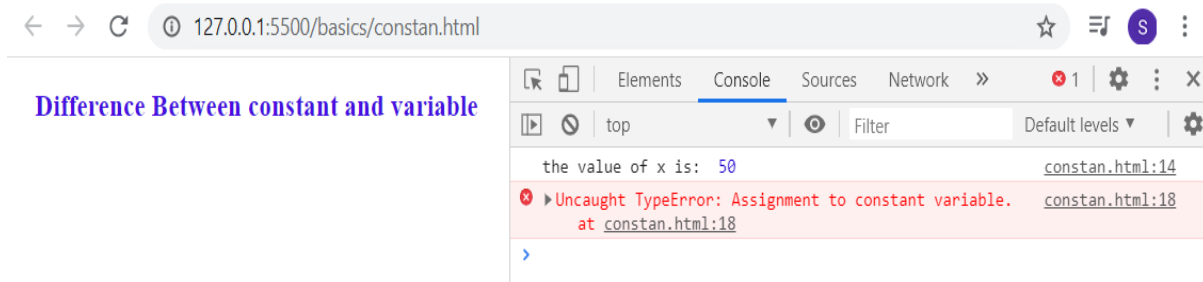 127.0.0.1:5500/basics/constan.html
S
Difference Between constant and variable
Elements Console Sources Network » 1
top Filter Default levels ▼
the value of x is: 50 constan.html:14
Uncaught TypeError: Assignment to constant variable. constan.html:18
at constan.html:18